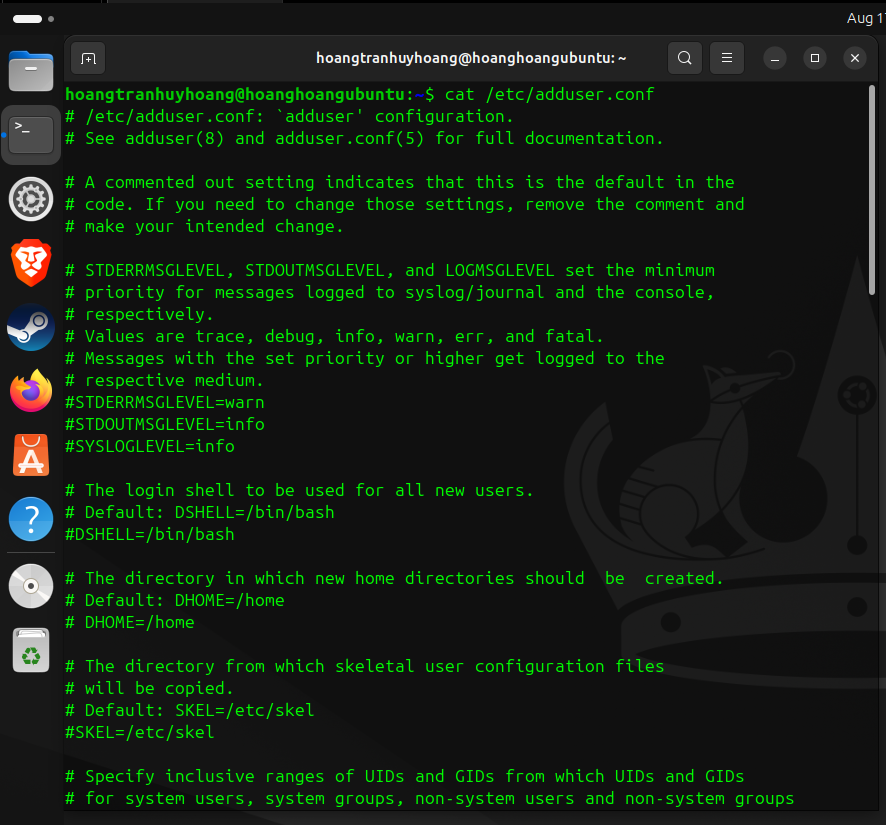 Aug 17
hoangtranhuyhoang@hoanghoangubuntu: ~
hoangtranhuyhoang@hoanghoangubuntu:~$ cat /etc/adduser.conf
# /etc/adduser.conf: `adduser' configuration.
# See adduser(8) and adduser.conf(5) for full documentation.
# A commented out setting indicates that this is the default in the
# code. If you need to change those settings, remove the comment and
# make your intended change.
# STDERRMSGLEVEL, STDOUTMSGLEVEL, and LOGMSGLEVEL set the minimum
# priority for messages logged to syslog/journal and the console,
# respectively.
# Values are trace, debug, info, warn, err, and fatal.
# Messages with the set priority or higher get logged to the
# respective medium.
#STDERRMSGLEVEL=warn
#STDOUTMSGLEVEL=info
#SYSLOGLEVEL=info
# The login shell to be used for all new users.
# Default: DSHELL=/bin/bash
#DSHELL=/bin/bash
# The directory in which new home directories should  be  created.
# Default: DHOME=/home
# DHOME=/home
# The directory from which skeletal user configuration files
# will be copied.
# Default: SKEL=/etc/skel
#SKEL=/etc/skel
# Specify inclusive ranges of UIDs and GIDs from which UIDs and GIDs
# for system users, system groups, non-system users and non-system groups